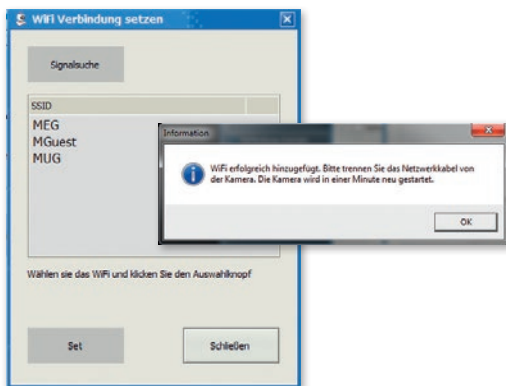 WiFi Verbindung setzen
Signalsuche
SSID
MEG
MGuest
MUG
Information
WiFi erfolgreich hinzugefügt. Bitte trennen Sie das Netzwerkkabel von
der Kamera. Die Kamera wird in einer Minute neu gestartet.
OK
Wählen sie das WiFi und klicken Sie den Auswahlknopf
Set
Schließen